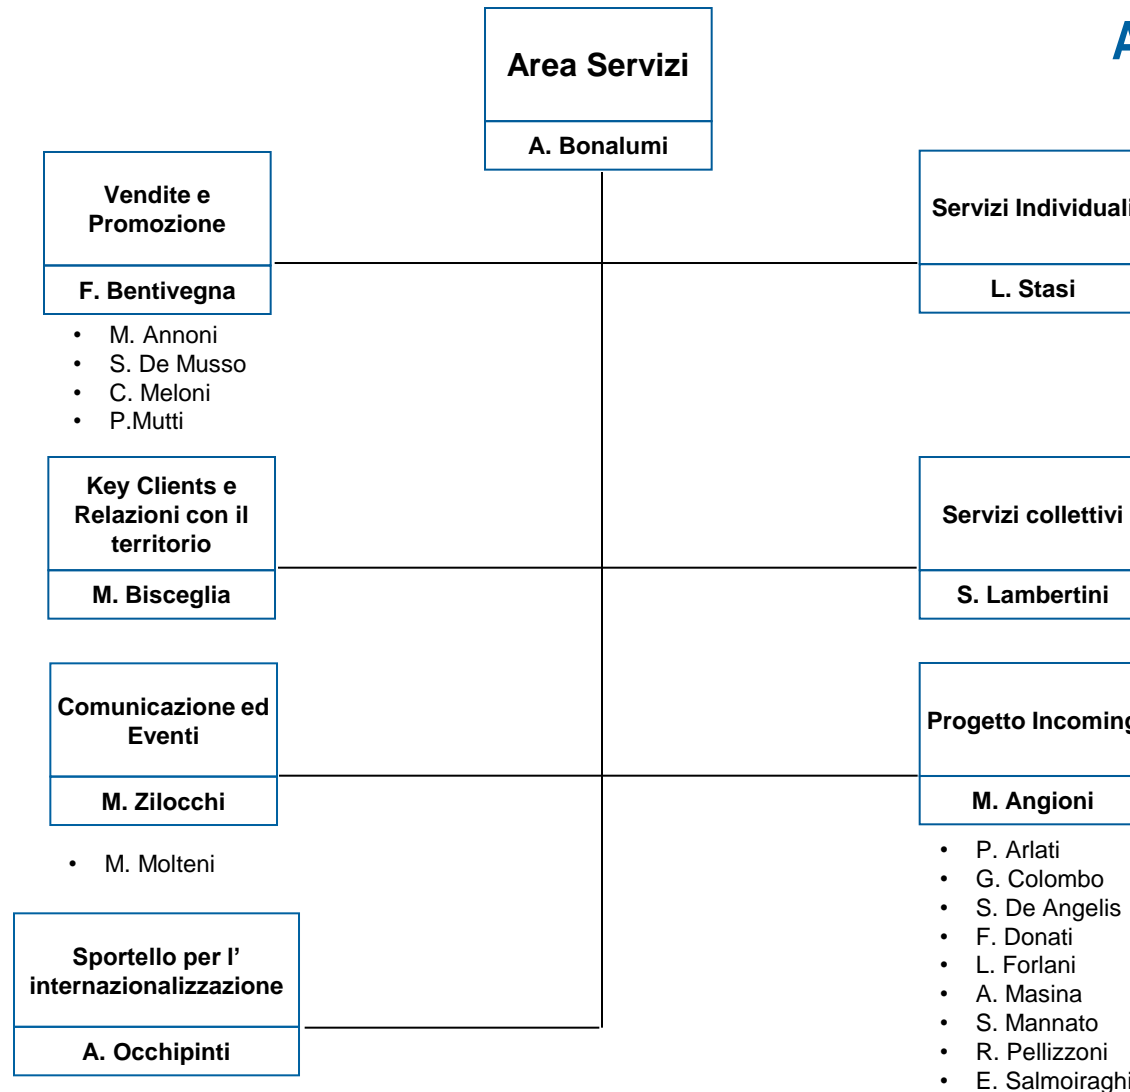 A
Area Servizi
A. Bonalumi
Vendite e
Promozione
F. Bentivegna
• M. Annoni
• S. De Musso
• C. Meloni
• P.Mutti
Servizi Individuali
L. Stasi
Key Clients e
Relazioni con il
territorio
M. Bisceglia
Servizi collettivi
S. Lambertini
Comunicazione ed
Eventi
M. Zilocchi
• M. Molteni
Progetto Incoming
M. Angioni
• P. Arlati
• G. Colombo
• S. De Angelis
• F. Donati
• L. Forlani
• A. Masina
• S. Mannato
• R. Pellizzoni
• E. Salmoiraghi
Sportello per l’
internazionalizzazione
A. Occhipinti